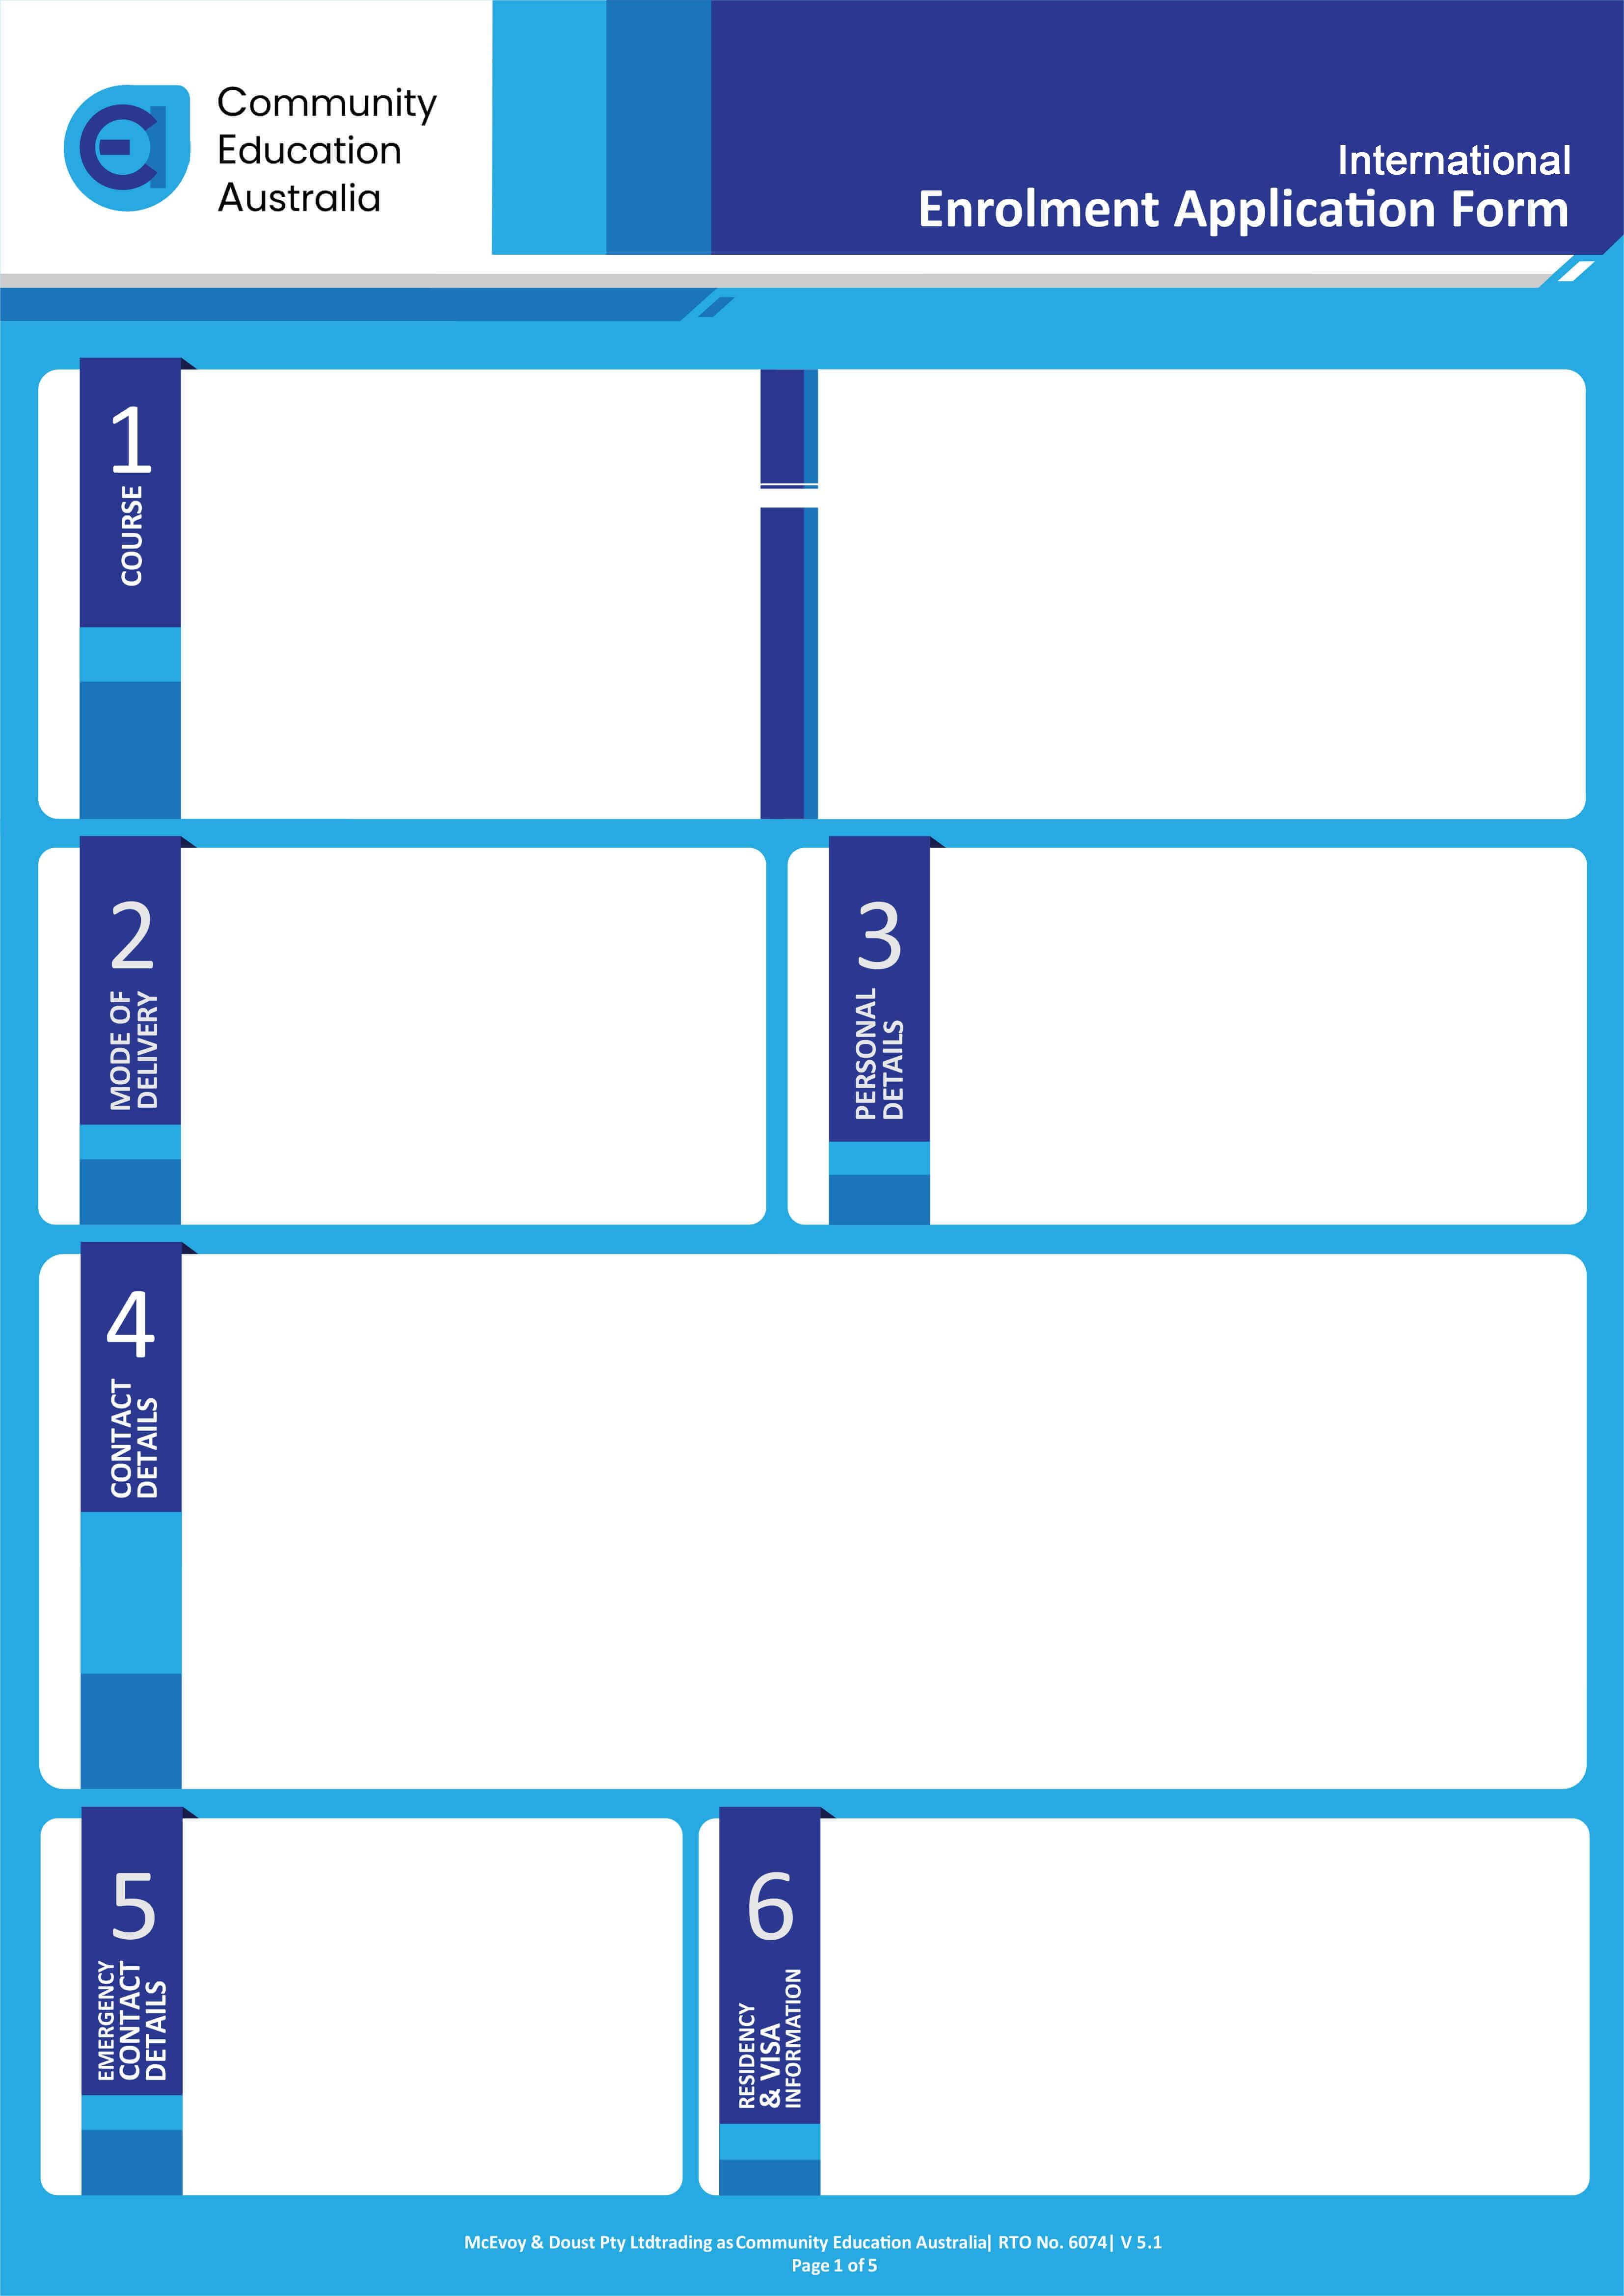 Community
Education
Australia
International
Enrolment Application Form
1
COURSE
2
MODE OF
DELIVERY
3
PERSONAL
DETAILS
4
CONTACT
DETAILS
5
EMERGENCY
CONTACT
DETAILS
6
RESIDENCY
& VISA
INFORMATION
McEvoy & Doust Pty Ltdtrading as Community Education Australia| RTO No. 6074| V 5.1
Page 1 of 5